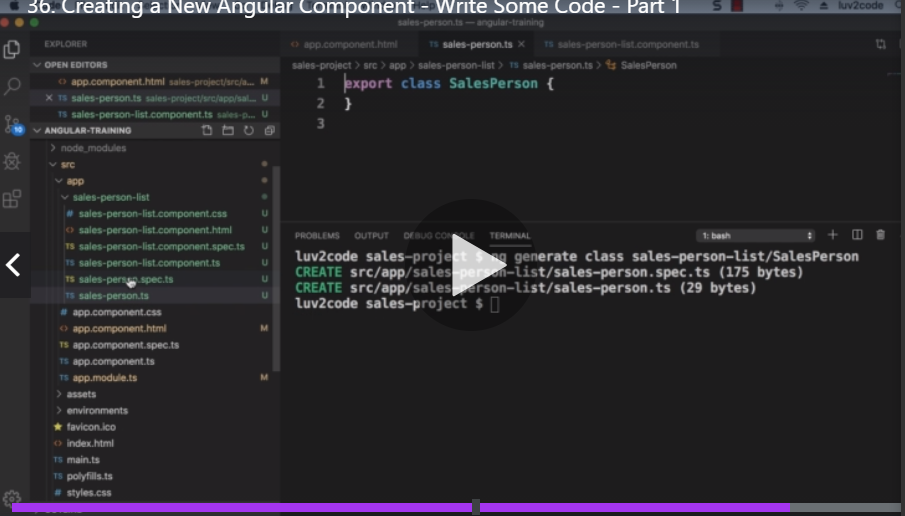 36. Creating a New Angular Component - Write Some Code - Part 1
luv2code
sales-person.ts — angular-training
EXPLORER
OPEN EDITORS
app.component.html sales-project/src/a... M
TS sales-person.ts sales-project/src/app/sal... U
TS sales-person-list.component.ts sales-p... U
ANGULAR-TRAINING
node_modules
src
app
sales-person-list
# sales-person-list.component.css U
<> sales-person-list.component.html U
TS sales-person-list.component.spec.ts U
TS sales-person-list.component.ts U
TS sales-person.spec.ts U
TS sales-person.ts U
# app.component.css
<> app.component.html M
TS app.component.spec.ts
TS app.component.ts
TS app.module.ts M
assets
environments
favicon.ico
<> index.html
TS main.ts
TS polyfills.ts
# styles.css
10
<> app.component.html
TS sales-person.ts
TS sales-person-list.component.ts
sales-project > src > app > sales-person-list > TS sales-person.ts > SalesPerson
1 export class SalesPerson {
2 }
3
PROBLEMS OUTPUT DEBUG CONSOLE TERMINAL 1: bash
luv2code sales-project $ ng generate class sales-person-list/SalesPerson
CREATE src/app/sales-person-list/sales-person.spec.ts (175 bytes)
CREATE src/app/sales-person-list/sales-person.ts (29 bytes)
luv2code sales-project $